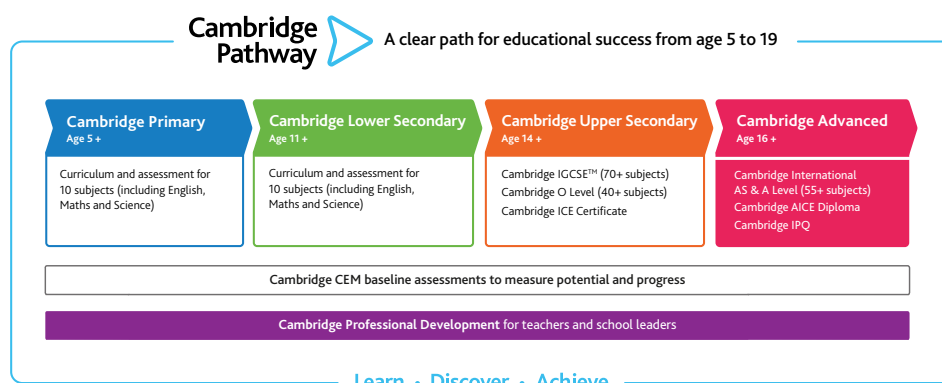 Cambridge
Pathway
A clear path for educational success from age 5 to 19
Cambridge Primary
Age 5 +
Curriculum and assessment for
10 subjects (including English,
Maths and Science)
Cambridge Lower Secondary
Age 11 +
Curriculum and assessment for
10 subjects (including English,
Maths and Science)
Cambridge Upper Secondary
Age 14 +
Cambridge IGCSE™ (70+ subjects)
Cambridge O Level (40+ subjects)
Cambridge ICE Certificate
Cambridge Advanced
Age 16 +
Cambridge International
AS & A Level (55+ subjects)
Cambridge AICE Diploma
Cambridge IPQ
Cambridge CEM baseline assessments to measure potential and progress
Cambridge Professional Development for teachers and school leaders
Learn · Discover · Achieve